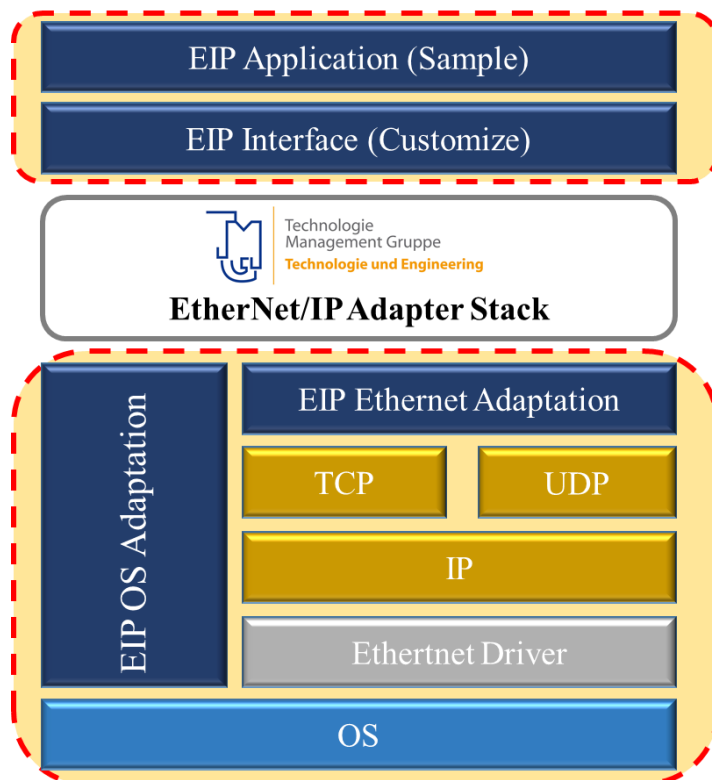 EIP Application (Sample)
EIP Interface (Customize)
Technologie
Management Gruppe
Technologie und Engineering
EtherNet/IP Adapter Stack
EIP OS Adaptation
EIP Ethernet Adaptation
TCP
UDP
IP
Ethertnet Driver
OS